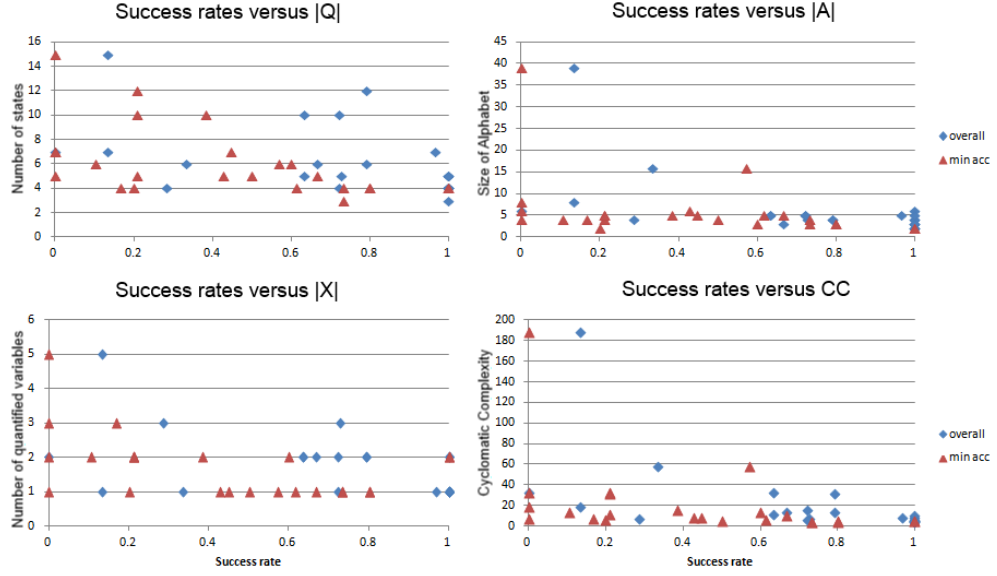 Success rates versus |Q|
Number of states
16
14
12
10
8
6
4
2
0
0 0.2 0.4 0.6 0.8 1
Success rates versus |A|
Size of Alphabet
45
40
35
30
25
20
15
10
5
0
0 0.2 0.4 0.6 0.8 1
overall
min acc
Success rates versus |X|
Number of quantified variables
6
5
4
3
2
1
0
0 0.2 0.4 0.6 0.8 1
Success rate
Success rates versus CC
Cyclomatic Complexity
200
180
160
140
120
100
80
60
40
20
0
0 0.2 0.4 0.6 0.8 1
Success rate
overall
min acc